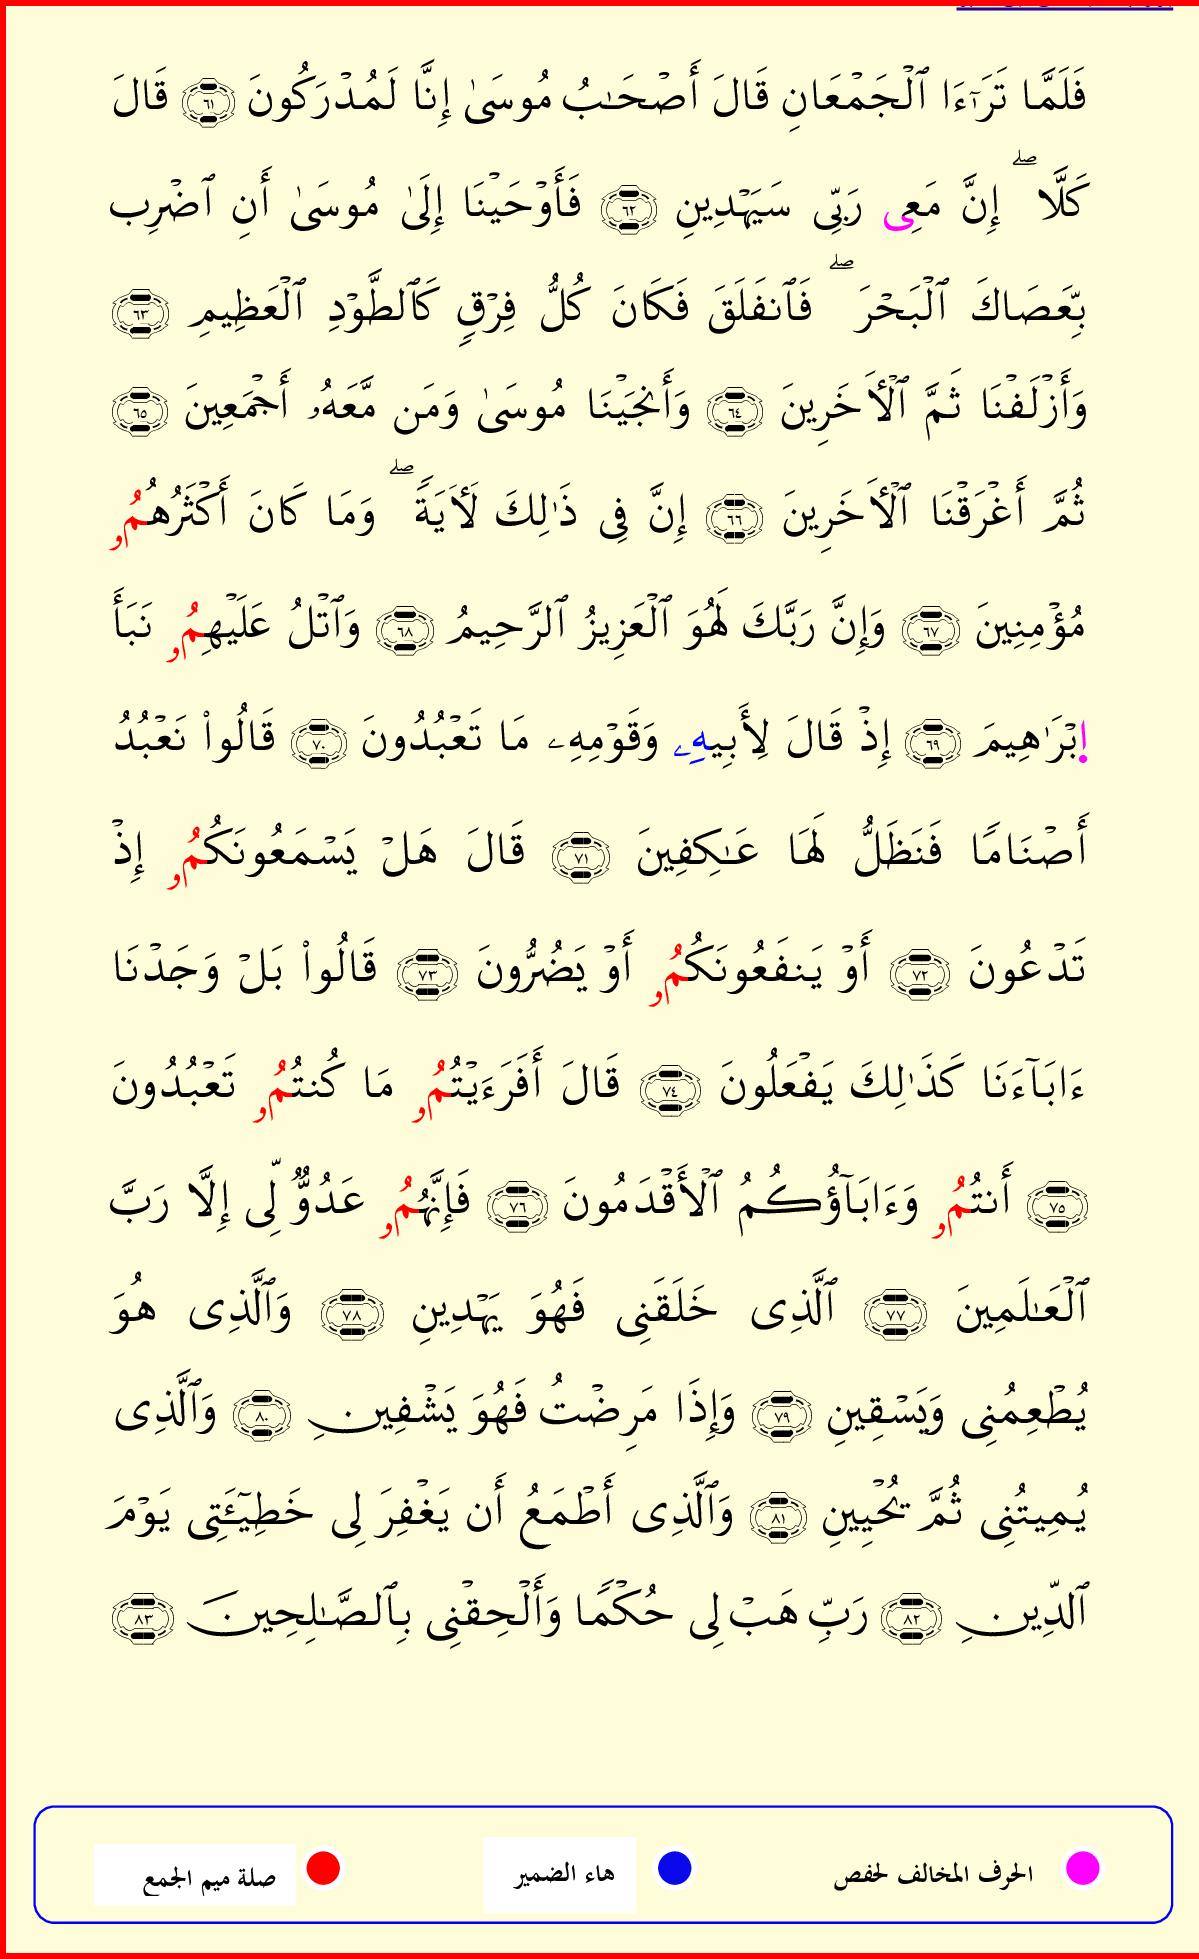 فَلَمَّا تَرَٰٓءَا ٱلْجَمْعَانِ قَالَ أَصْحَٰبُ مُوسَىٰ إِنَّا لَمُدْرَكُونَ ٦١ قَالَ
كَلَّا ۖ إِنَّ مَعِى رَبِّى سَيَهْدِينِ ٦٢ فَأَوْحَيْنَا إِلَىٰ مُوسَىٰ أَنِ ٱضْرِب
بِّعَصَاكَ ٱلْبَحْرَ ۖ فَٱنفَلَقَ فَكَانَ كُلُّ فِرْقٍ كَٱلطَّوْدِ ٱلْعَظِيمِ ٦٣
وَأَزْلَفْنَا ثَمَّ ٱلْأَخَرِينَ ٦٤ وَأَنجَيْنَا مُوسَىٰ وَمَن مَّعَهُۥ أَجْمَعِينَ ٦٥
ثُمَّ أَغْرَقْنَا ٱلْأَخَرِينَ ٦٦ إِنَّ فِى ذَٰلِكَ لَأَيَةً ۖ وَمَا كَانَ أَكْثَرُهُمُۥ
مُؤْمِنِينَ ٦٧ وَإِنَّ رَبَّكَ لَهُوَ ٱلْعَزِيزُ ٱلرَّحِيمُ ٦٨ وَٱتْلُ عَلَيْهِمُۥ نَبَأَ
إِبْرَٰهِيمَ ٦٩ إِذْ قَالَ لِأَبِيهِۦ وَقَوْمِهِۦ مَا تَعْبُدُونَ ٧٠ قَالُوا۟ نَعْبُدُ
أَصْنَامًا فَنَظَلُّ لَهَا عَٰكِفِينَ ٧١ قَالَ هَلْ يَسْمَعُونَكُمُۥ إِذْ
تَدْعُونَ ٧٢ أَوْ يَنفَعُونَكُمُۥ أَوْ يَضُرُّونَ ٧٣ قَالُوا۟ بَلْ وَجَدْنَا
ءَابَآءَنَا كَذَٰلِكَ يَفْعَلُونَ ٧٤ قَالَ أَفَرَءَيْتُمُۥ مَا كُنتُمُۥ تَعْبُدُونَ
٧٥ أَنتُمُۥ وَءَابَآؤُكُمُ ٱلْأَقْدَمُونَ ٧٦ فَإِنَّهُمُۥ عَدُوٌّ لِّى إِلَّا رَبَّ
ٱلْعَٰلَمِينَ ٧٧ ٱلَّذِى خَلَقَنِى فَهُوَ يَهْدِينِ ٧٨ وَٱلَّذِى هُوَ
يُطْعِمُنِى وَيَسْقِينِ ٧٩ وَإِذَا مَرِضْتُ فَهُوَ يَشْفِينِ ٨٠ وَٱلَّذِى
يُمِيتُنِى ثُمَّ يُحْيِينِ ٨١ وَٱلَّذِى أَطْمَعُ أَن يَغْفِرَ لِى خَطِيٓـَٔتِى يَوْمَ
ٱلدِّينِ ٨٢ رَبِّ هَبْ لِى حُكْمًا وَأَلْحِقْنِى بِٱلصَّٰلِحِينَ ٨٣
الحرف المخالف لحفص
هاء الضمير
صلة ميم الجمع